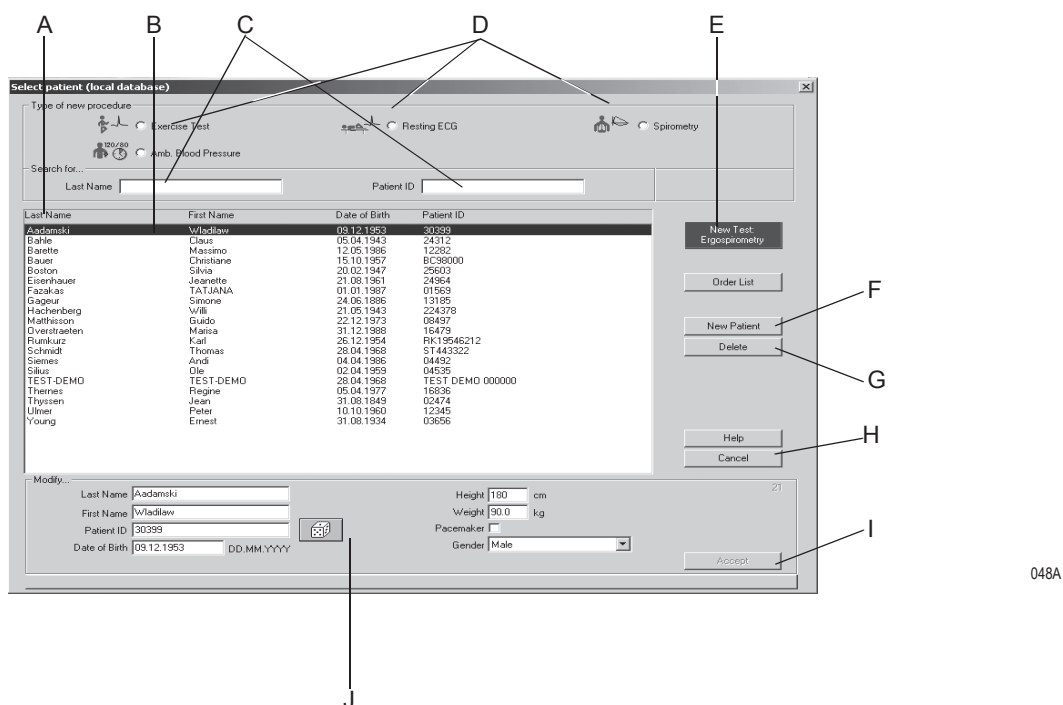 A B C D E
Select patient (local database)
Type of new procedure
Exercise Test Resting ECG Spirometry
120/80 Amb. Blood Pressure
Search for...
Last Name Patient ID
Last Name First Name Date of Birth Patient ID
Aadamski Wladilaw 09.12.1953 30399
Bahle Claus 05.04.1943 24312
Barette Massimo 12.05.1986 12282
Bauer Christiane 15.10.1957 BC98000
Boston Silvia 20.02.1947 25603
Eisenhauer Jeanette 21.08.1961 24964
Fazakas TATJANA 01.01.1987 01569
Gageur Simone 24.06.1886 13185
Hachenberg Willi 21.05.1943 224378
Matthisson Guido 22.12.1973 08497
Overstraeten Marisa 31.12.1988 16479
Rumkurz Karl 26.12.1954 RK19546212
Schmidt Thomas 28.04.1968 ST443322
Siemes Andi 04.04.1986 04492
Silius Ole 02.04.1959 04535
TEST-DEMO TEST-DEMO 28.04.1968 TEST DEMO 000000
Thernes Regine 05.04.1977 16836
Thyssen Jean 31.08.1849 02474
Ulmer Peter 10.10.1960 12345
Young Ernest 31.08.1934 03656
New Test:
Ergospirometry
Order List
F
New Patient
Delete
G
Help
H
Cancel
Modify...
21
Last Name Aadamski Height 180 cm
First Name Wladilaw Weight 90.0 kg
Patient ID 30399 Pacemaker
Date of Birth 09.12.1953 DD.MM.YYYY Gender Male
I
Accept
048A
J